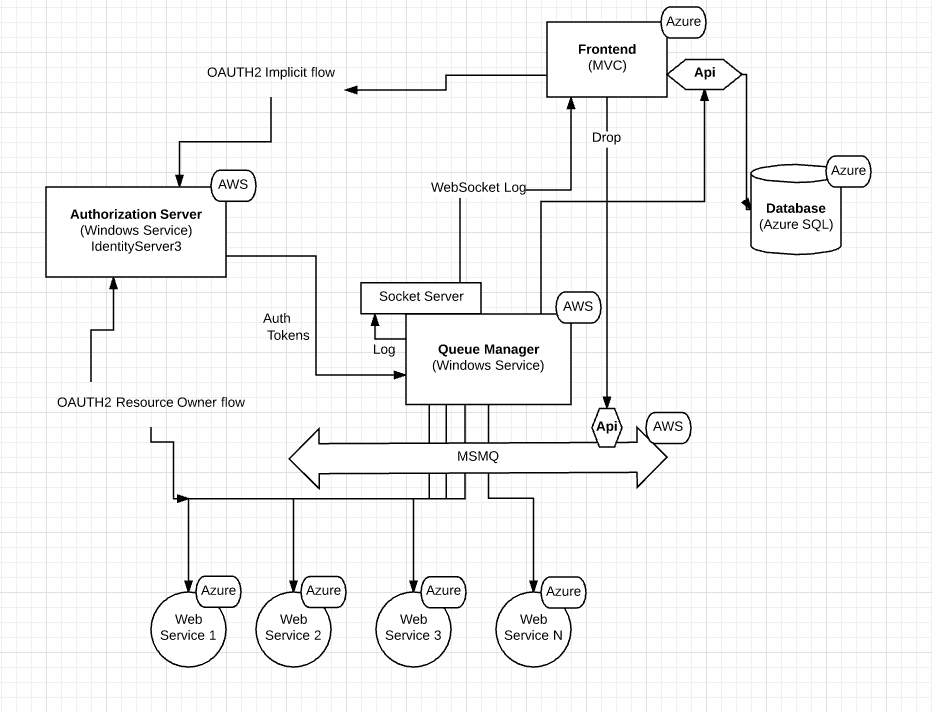 Azure
Frontend
(MVC)
Api
OAUTH2 Implicit flow
Drop
Azure
AWS
WebSocket Log
Database
(Azure SQL)
Authorization Server
(Windows Service)
IdentityServer3
Socket Server
AWS
Auth
Tokens
Log
Queue Manager
(Windows Service)
OAUTH2 Resource Owner flow
Api
AWS
MSMQ
Azure
Azure
Azure
Azure
Web
Service 1
Web
Service 2
Web
Service 3
Web
Service N